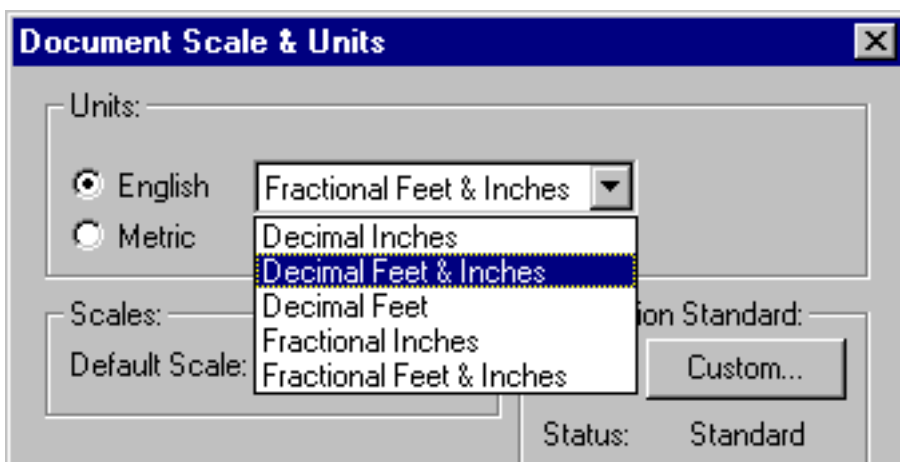 Document Scale & Units
Units:
English
Fractional Feet & Inches
Metric
Decimal Inches
Decimal Feet & Inches
Decimal Feet
Fractional Inches
Fractional Feet & Inches
Scales:
Default Scale:
Standard:
Custom...
Status: Standard